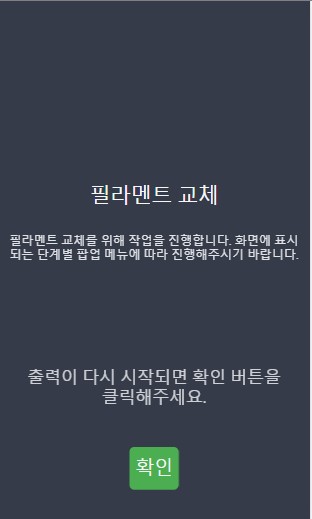 필라멘트 교체
필라멘트 교체를 위해 작업을 진행합니다. 화면에 표시
되는 단계별 팝업 메뉴에 따라 진행해주시기 바랍니다.
출력이 다시 시작되면 확인 버튼을
클릭해주세요.
확인